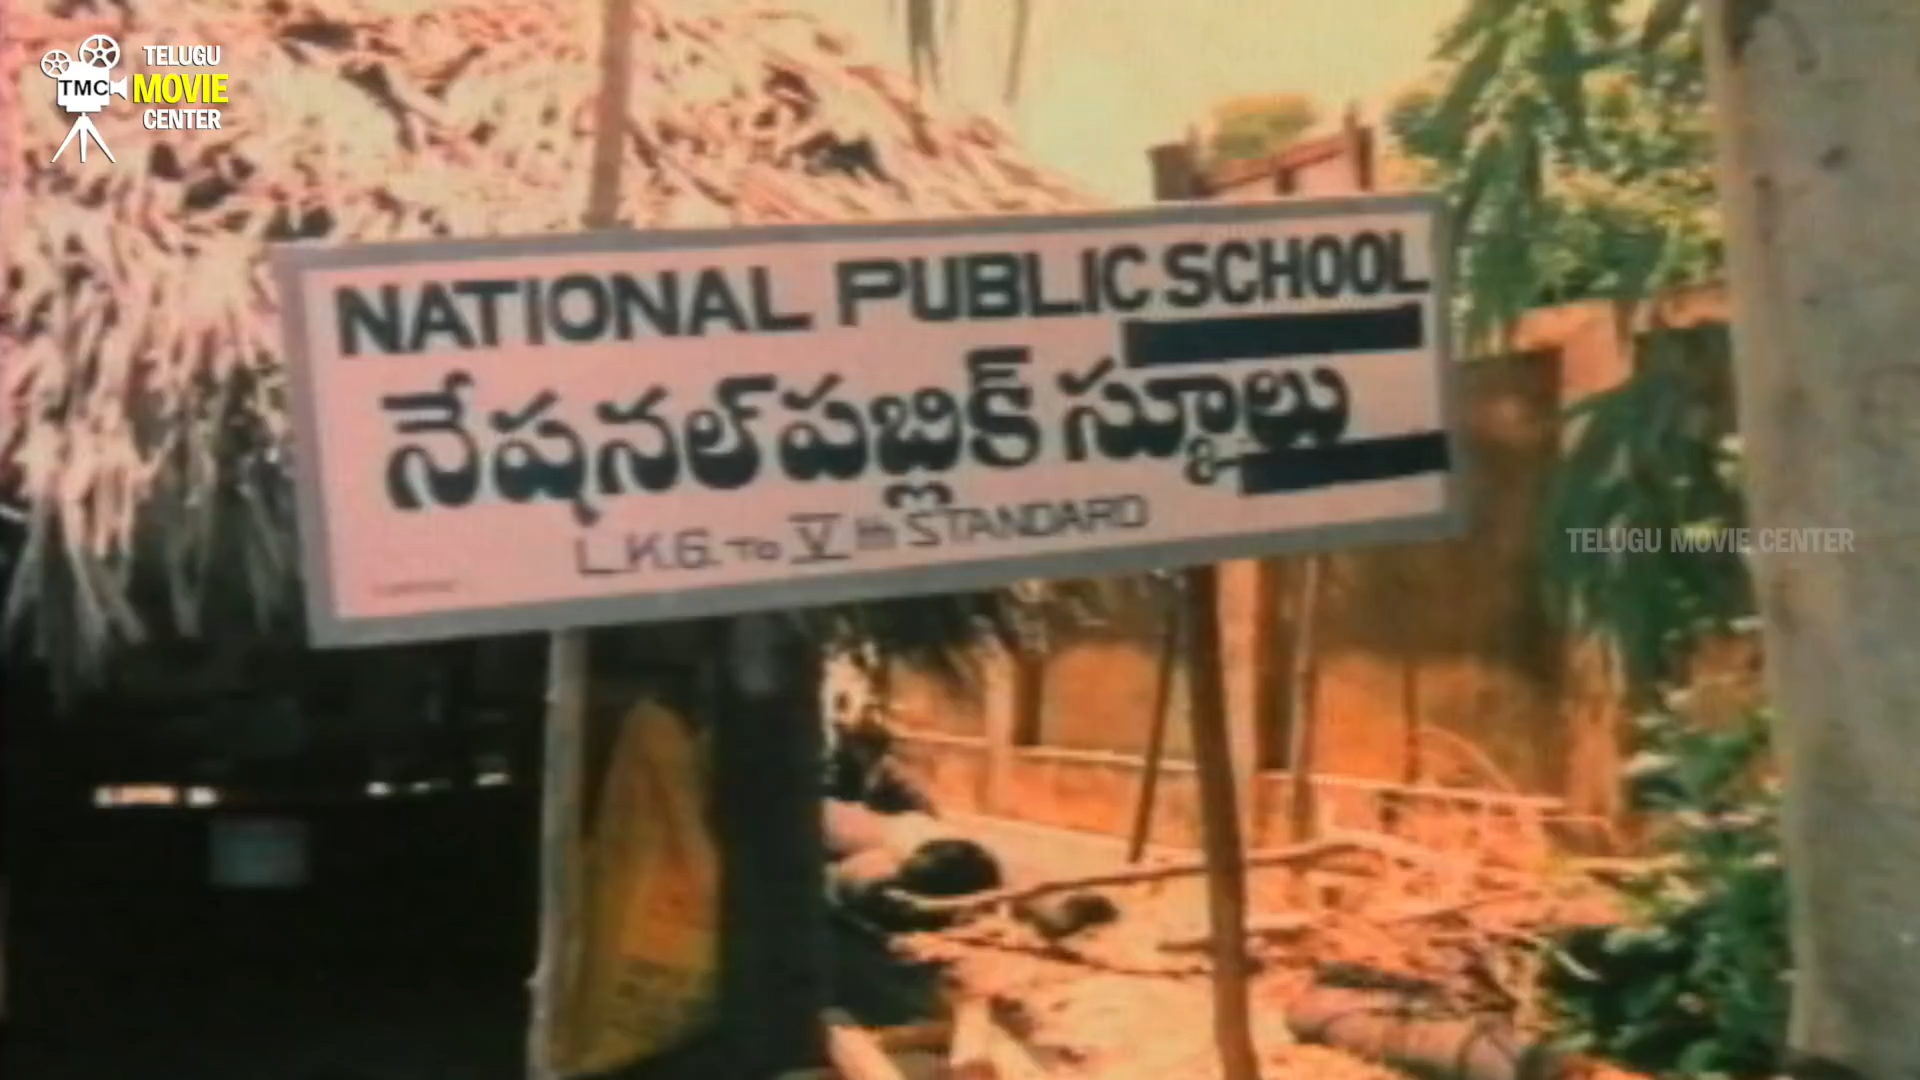 TELUGU
MOVIE
CENTER
TMC
NATIONAL PUBLIC SCHOOL
నేషనల్ పబ్లిక్ స్కూలు
L.K.G. TO V th STANDARD
TELUGU MOVIE CENTER